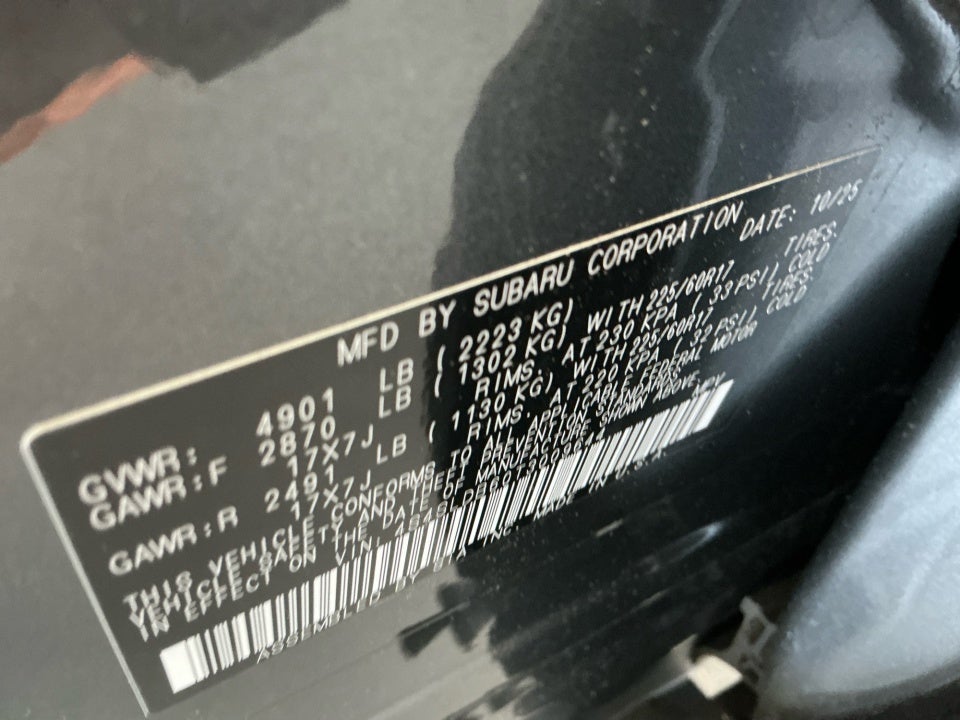 MFD BY SUBARU CORPORATION DATE: 10/25
GVWR: 4901 LB ( 2223 KG)
GAWR:F 2870 LB ( 1302 KG) WITH 225/60R17 TIRES,
17X7J RIMS, AT 230 KPA ( 33 PSI) COLD
GAWR:R 2491 LB ( 1130 KG) WITH 225/60R17 TIRES,
17X7J RIMS, AT 220 KPA ( 32 PSI) COLD
THIS VEHICLE CONFORMS TO ALL APPLICABLE FEDERAL MOTOR
VEHICLE SAFETY AND THEFT PREVENTION STANDARDS
IN EFFECT ON THE DATE OF MANUFACTURE SHOWN ABOVE.
VIN:
ASSEMBLED BY SIA, INC. MADE IN U.S.A.